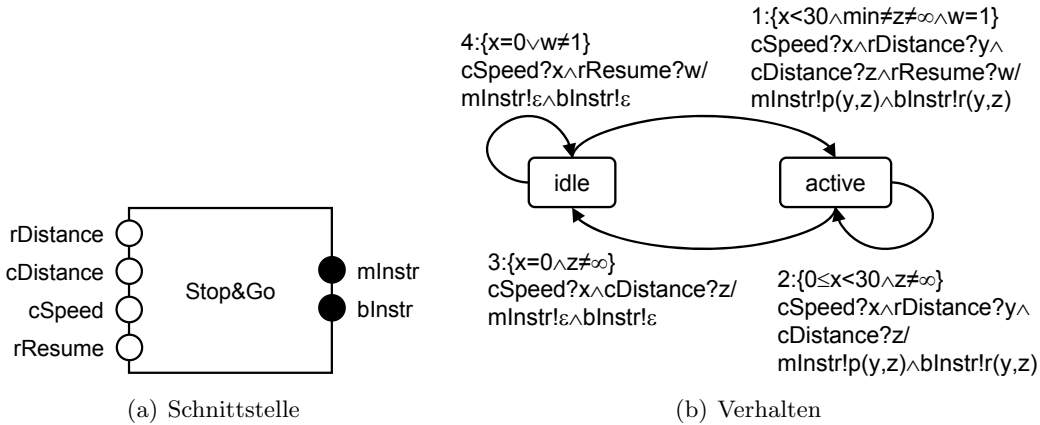 rDistance
cDistance
cSpeed
rResume
Stop&Go
mInstr
bInstr
(a) Schnittstelle
4:{x=0∨w≠1}
cSpeed?x∧rResume?w/
mInstr!ε∧bInstr!ε
1:{x<30∧min≠z≠∞∧w=1}
cSpeed?x∧rDistance?y∧
cDistance?z∧rResume?w/
mInstr!p(y,z)∧bInstr!r(y,z)
idle
active
3:{x=0∧z≠∞}
cSpeed?x∧cDistance?z/
mInstr!ε∧bInstr!ε
2:{0≤x<30∧z≠∞}
cSpeed?x∧rDistance?y∧
cDistance?z/
mInstr!p(y,z)∧bInstr!r(y,z)
(b) Verhalten